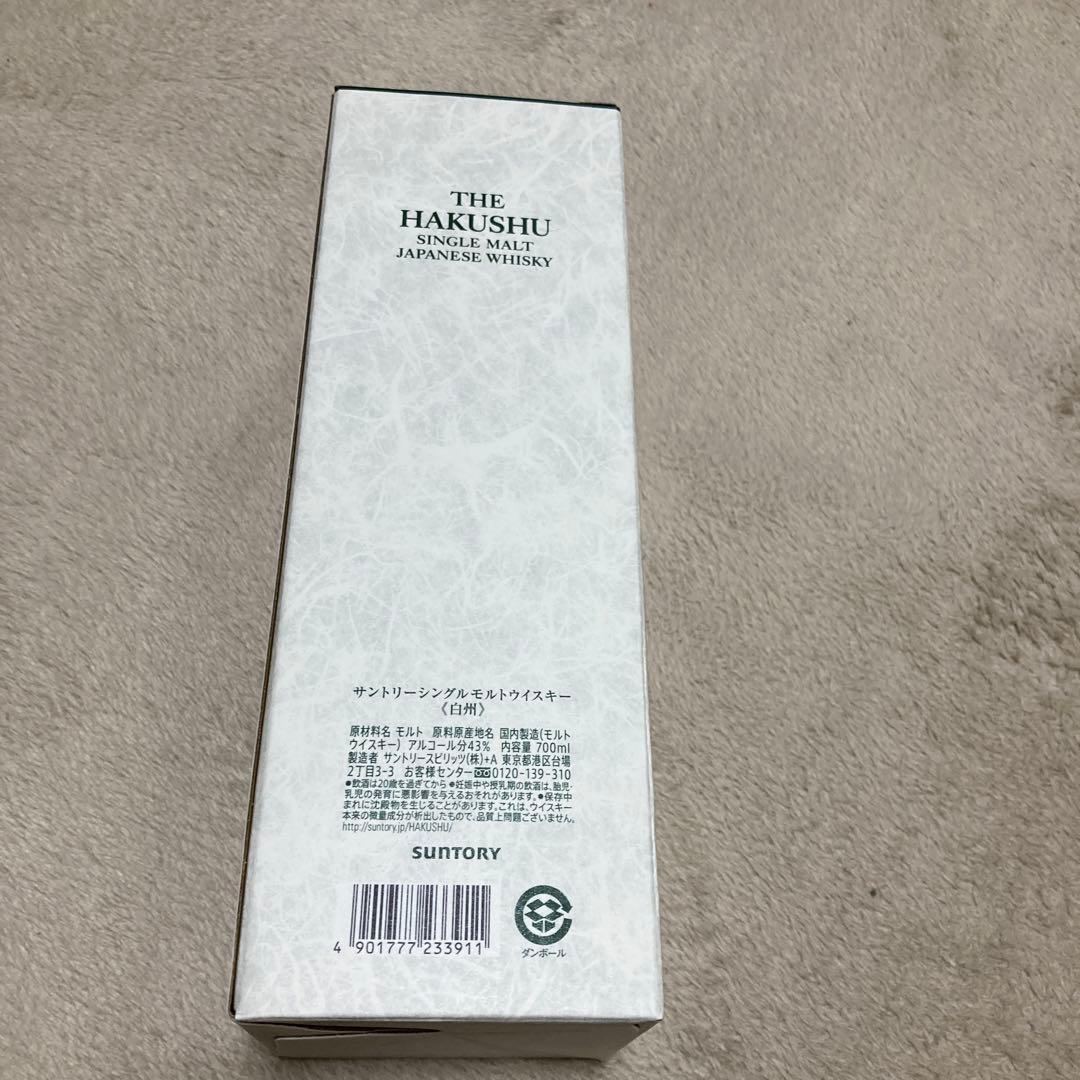 THE
HAKUSHU
SINGLE MALT
JAPANESE WHISKY
サントリーシングルモルトウイスキー
《白州》
原材料名 モルト 原料原産地名 国内製造(モルト
ウイスキー) アルコール分43% 内容量 700ml
製造者 サントリースピリッツ(株)+A 東京都港区台場
2丁目3-3 お客様センター 0120-139-310
●飲酒は20歳を過ぎてから ●妊娠中や授乳期の飲酒は、胎児・
乳児の発育に悪影響を与えるおそれがあります。●保存中
まれに沈殿物を生じることがあります。これは、ウイスキー
本来の微量成分が析出したもので、品質上問題ございません。
http://suntory.jp/HAKUSHU/
SUNTORY
4 901777 233911
ダンボール